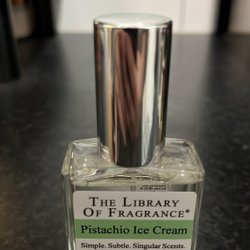 The Library
Of Fragrance®
Pistachio Ice Cream
Simple. Subtle. Singular Scents.